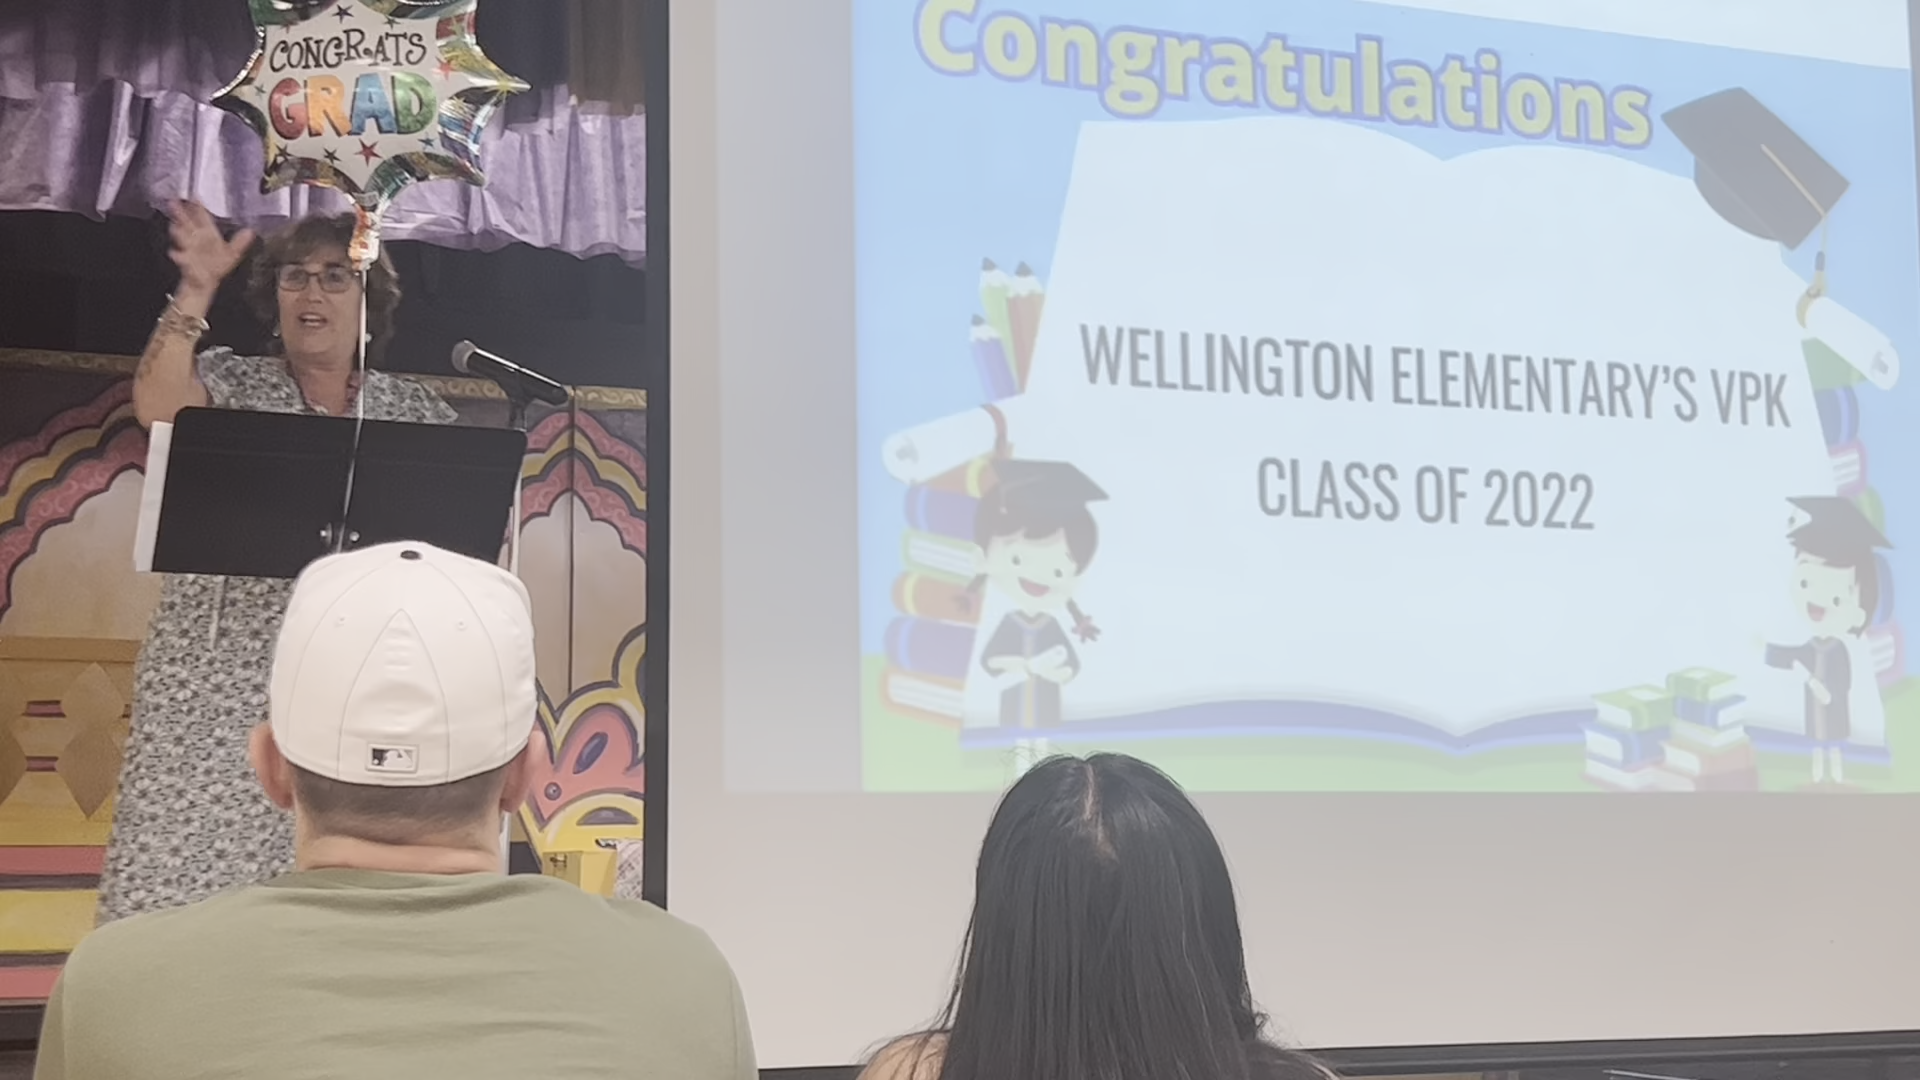 CONGRATS
GRAD
Congratulations
WELLINGTON ELEMENTARY'S VPK
CLASS OF 2022